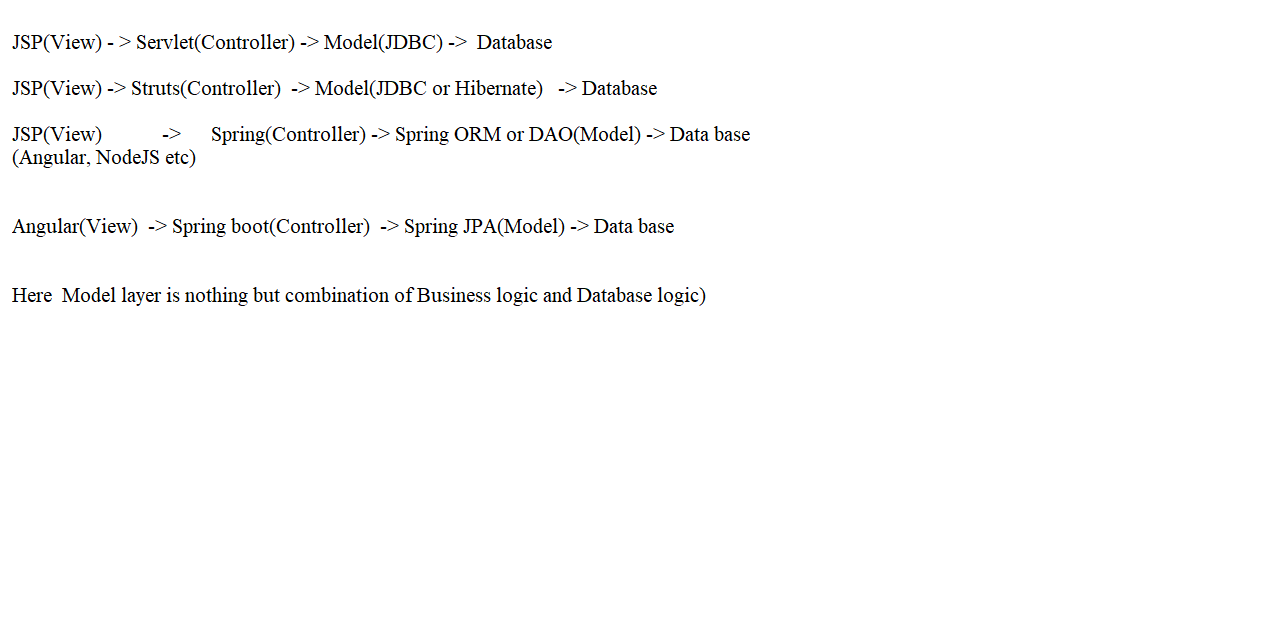 JSP(View) - > Servlet(Controller) -> Model(JDBC) ->  Database
JSP(View) -> Struts(Controller)  -> Model(JDBC or Hibernate)   -> Database
JSP(View)            ->      Spring(Controller) -> Spring ORM or DAO(Model) -> Data base
(Angular, NodeJS etc)
Angular(View)  -> Spring boot(Controller)  -> Spring JPA(Model) -> Data base
Here  Model layer is nothing but combination of Business logic and Database logic)